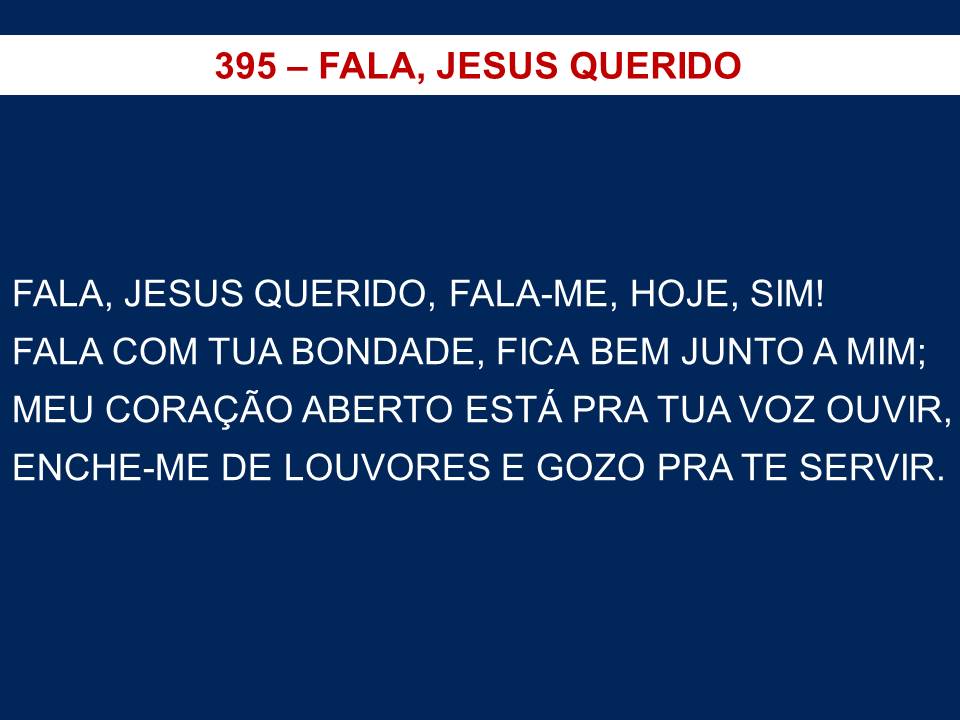 395 – FALA, JESUS QUERIDO
FALA, JESUS QUERIDO, FALA-ME, HOJE, SIM!
FALA COM TUA BONDADE, FICA BEM JUNTO A MIM;
MEU CORAÇÃO ABERTO ESTÁ PRA TUA VOZ OUVIR,
ENCHE-ME DE LOUVORES E GOZO PRA TE SERVIR.